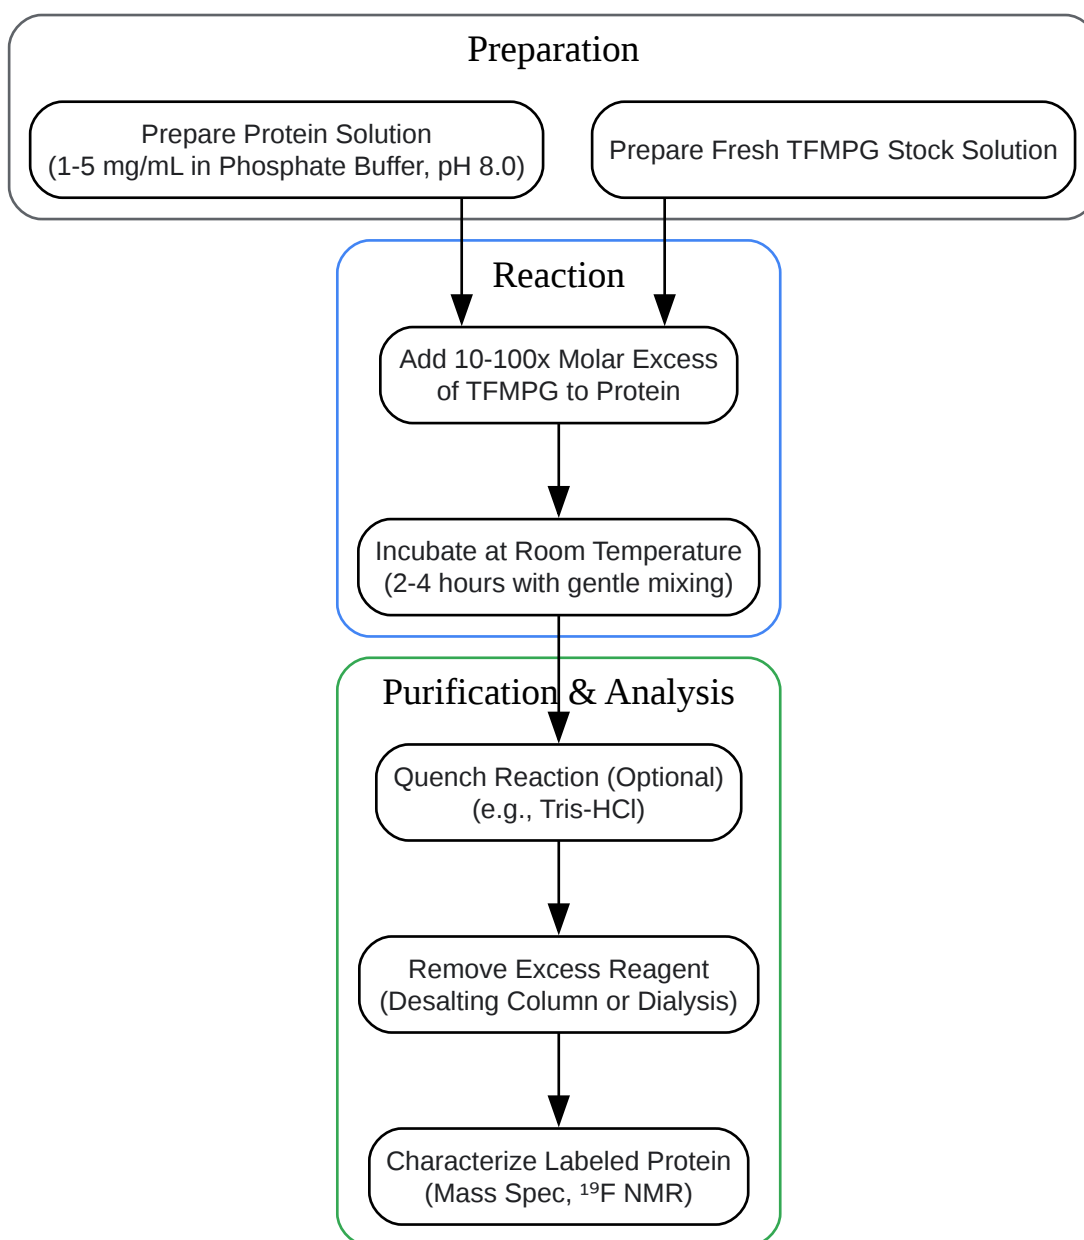 Preparation
Prepare Protein Solution
(1-5 mg/mL in Phosphate Buffer, pH 8.0)
Prepare Fresh TFMPG Stock Solution
Reaction
Add 10-100x Molar Excess
of TFMPG to Protein
Incubate at Room Temperature
(2-4 hours with gentle mixing)
Purification & Analysis
Quench Reaction (Optional)
(e.g., Tris-HCl)
Remove Excess Reagent
(Desalting Column or Dialysis)
Characterize Labeled Protein
(Mass Spec, ¹⁹F NMR)